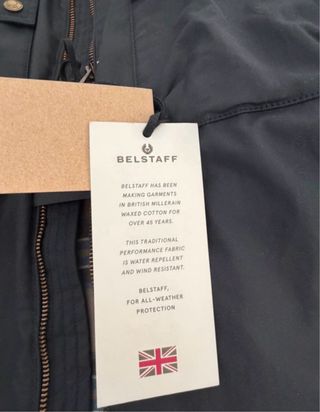 BELSTAFF
BELSTAFF HAS BEEN
MAKING GARMENTS
IN BRITISH MILLERAIN
WAXED COTTON FOR
OVER 45 YEARS.
THIS TRADITIONAL
PERFORMANCE FABRIC
IS WATER REPELLENT
AND WIND RESISTANT.
BELSTAFF,
FOR ALL-WEATHER
PROTECTION